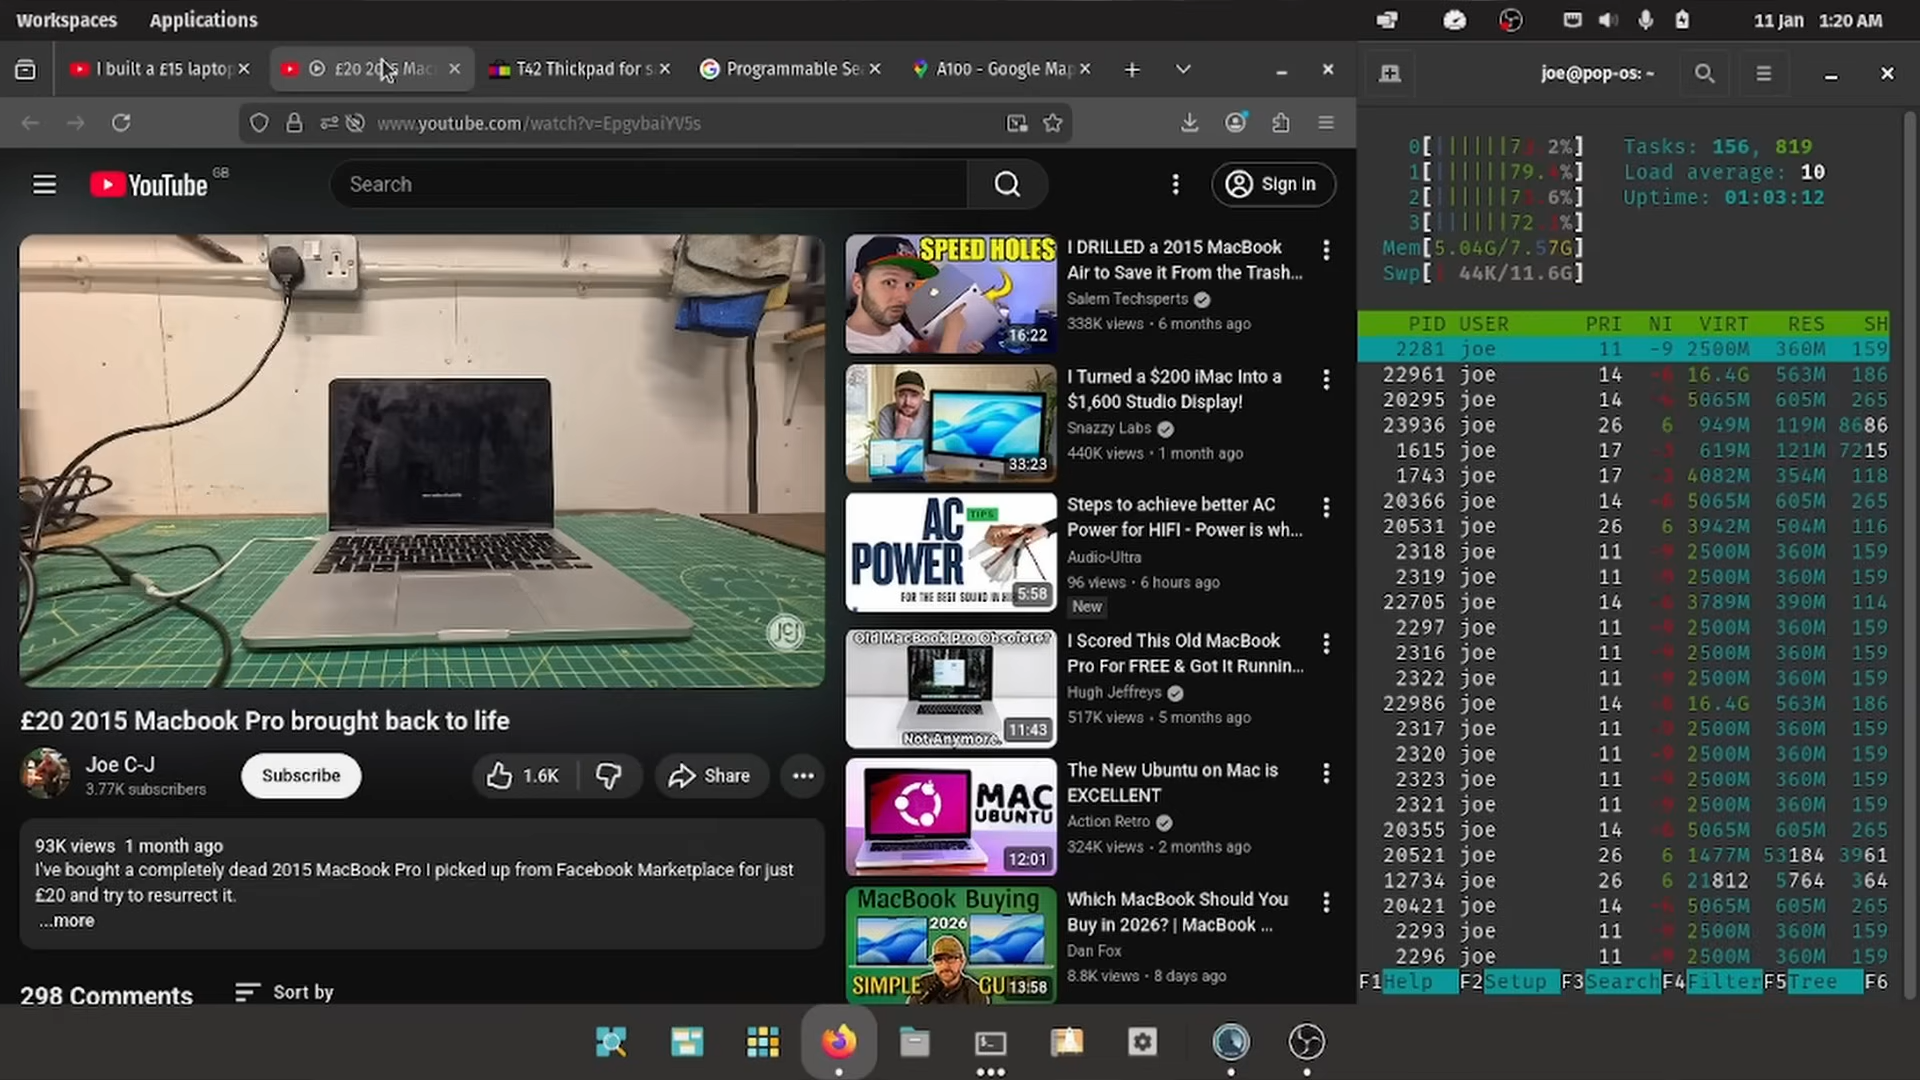 Workspaces Applications 11 Jan 1:20 AM
I built a £15 laptop
£20 2015 Mac
T42 Thickpad for s
Programmable Se
A100 - Google Map
www.youtube.com/watch?v=EpgvbaiYV5s
YouTube GB
Search
Sign in
£20 2015 Macbook Pro brought back to life
Joe C-J
3.77K subscribers
Subscribe
1.6K
Share
93K views 1 month ago
I've bought a completely dead 2015 MacBook Pro I picked up from Facebook Marketplace for just
£20 and try to resurrect it.
...more
298 Comments
Sort by
SPEED HOLES
16:22
I DRILLED a 2015 MacBook
Air to Save it From the Trash...
Salem Techsperts
338K views • 6 months ago
33:23
I Turned a $200 iMac Into a
$1,600 Studio Display!
Snazzy Labs
440K views • 1 month ago
AC
TIPS
POWER
FOR THE BEST SOUND IN
5:58
Steps to achieve better AC
Power for HIFI - Power is wh...
Audio-Ultra
96 views • 6 hours ago
New
Old MacBook Pro Obsolete?
Not Anymore.
11:43
I Scored This Old MacBook
Pro For FREE & Got It Runnin...
Hugh Jeffreys
517K views • 5 months ago
MAC
UBUNTU
12:01
The New Ubuntu on Mac is
EXCELLENT
Action Retro
324K views • 2 months ago
MacBook Buying
2026
SIMPLE
13:58
Which MacBook Should You
Buy in 2026? | MacBook ...
Dan Fox
8.8K views • 8 days ago
JCJ
joe@pop-os: ~
0[ 2%]
1[ 79. %]
2[ 6%]
3[ 72 %]
Mem[5.04G/7.57G]
Swp[ 44K/11.6G]
Tasks: 156, 819
Load average: 10
Uptime: 01:03:12
PID USER PRI NI VIRT RES SH
2281 joe 11 -9 2500M 360M 159
22961 joe 14 16.4G 563M 186
20295 joe 14 5065M 605M 265
23936 joe 26 6 949M 119M 8686
1615 joe 17 -3 619M 121M 7215
1743 joe 17 -3 4082M 354M 118
20366 joe 14 5065M 605M 265
20531 joe 26 6 3942M 504M 116
2318 joe 11 -9 2500M 360M 159
2319 joe 11 -9 2500M 360M 159
22705 joe 14 3789M 390M 114
2297 joe 11 -9 2500M 360M 159
2316 joe 11 -9 2500M 360M 159
2322 joe 11 -9 2500M 360M 159
22986 joe 14 16.4G 563M 186
2317 joe 11 -9 2500M 360M 159
2320 joe 11 -9 2500M 360M 159
2323 joe 11 -9 2500M 360M 159
2321 joe 11 -9 2500M 360M 159
20355 joe 14 5065M 605M 265
20521 joe 26 6 1477M 53184 3961
12734 joe 26 6 21812 5764 364
20421 joe 14 5065M 605M 265
2293 joe 11 -9 2500M 360M 159
2296 joe 11 -9 2500M 360M 159
F1Help F2Setup F3SearchF4FilterF5Tree F6